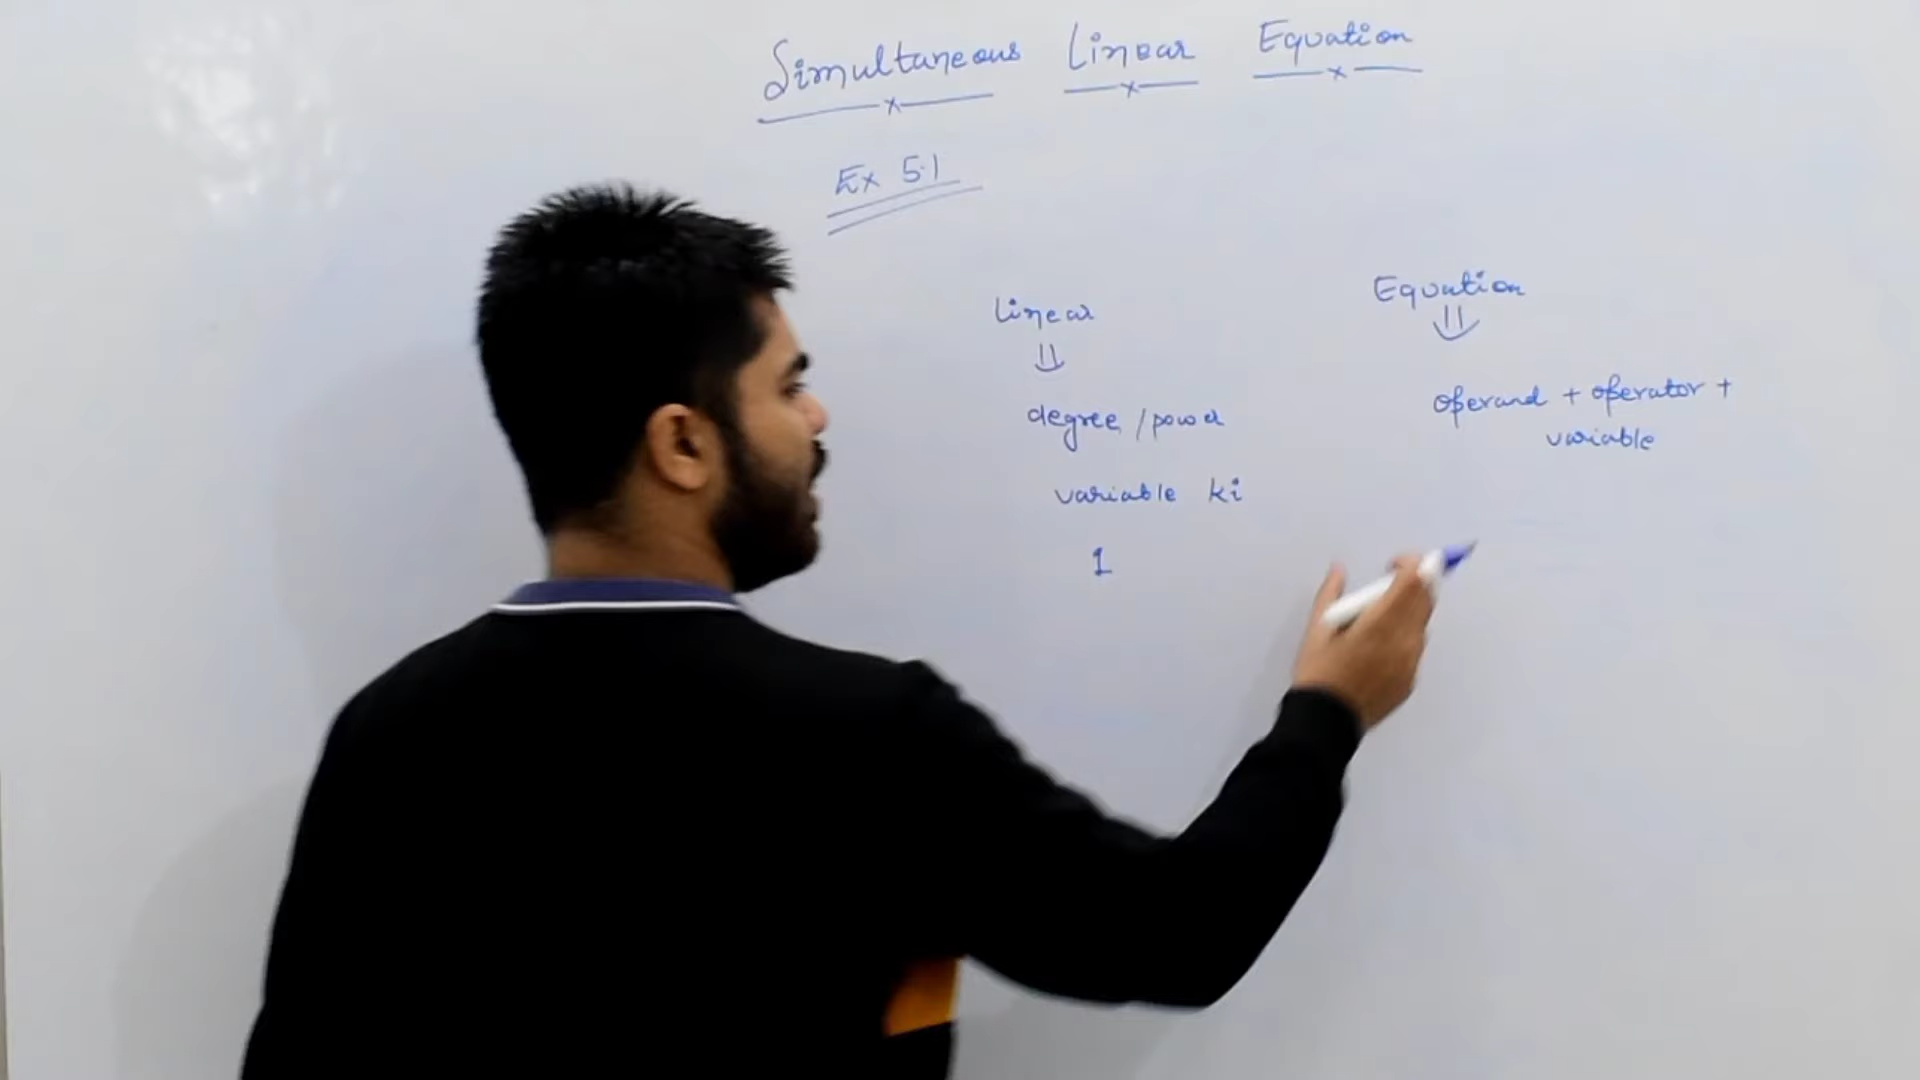 Simultaneous Linear Equation
Ex 5.1
Linear
degree / power
variable ki
1
Equation
operand + operator +
variable